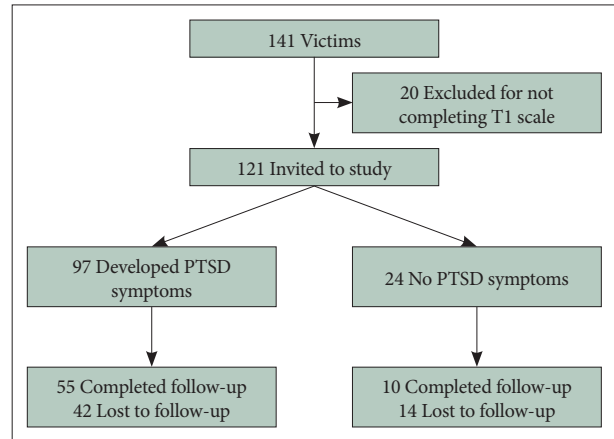 141 Victims
20 Excluded for not
completing T1 scale
121 Invited to study
97 Developed PTSD
symptoms
24 No PTSD symptoms
55 Completed follow-up
42 Lost to follow-up
10 Completed follow-up
14 Lost to follow-up